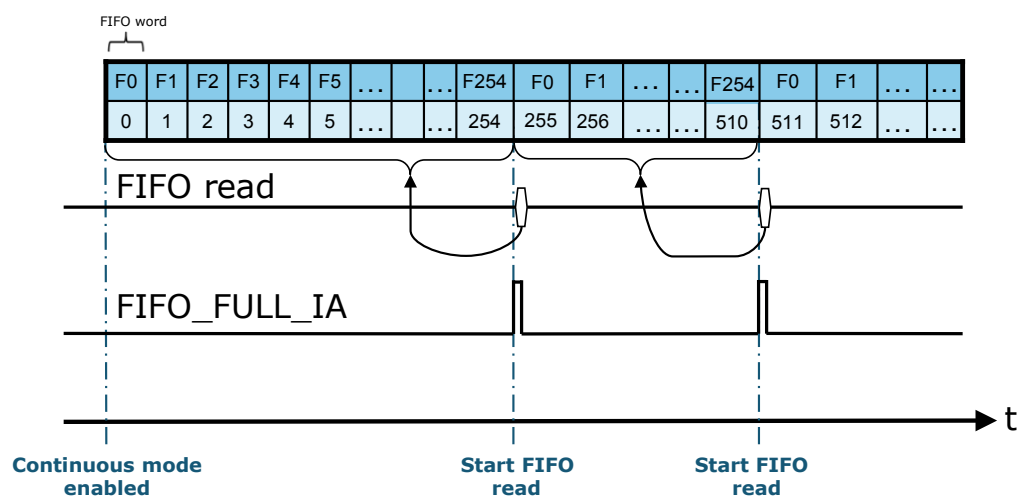 FIFO word
F0 F1 F2 F3 F4 F5 ... ... F254 F0 F1 ... ... F254 F0 F1 ... ...
0 1 2 3 4 5 ... ... 254 255 256 ... ... 510 511 512 ... ...
FIFO read
FIFO_FULL_IA
t
Continuous mode
enabled
Start FIFO
read
Start FIFO
read